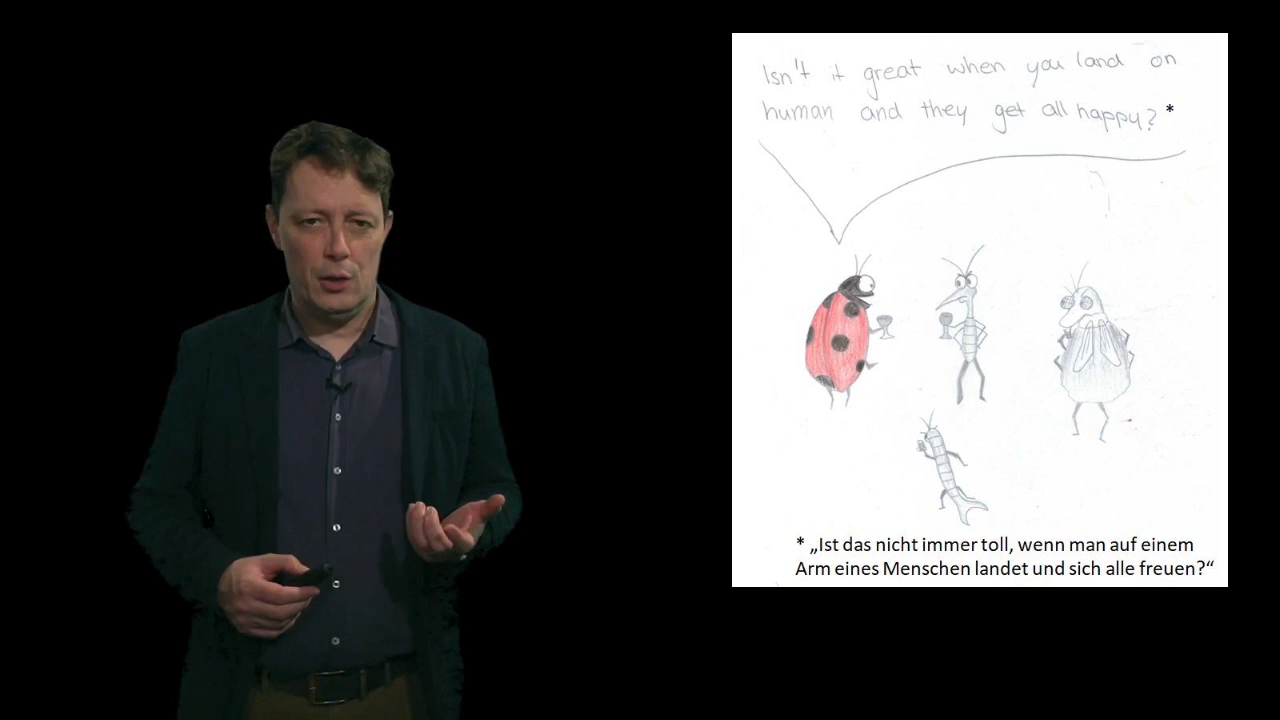 Isn't it great when you land on
human and they get all happy? *
* „Ist das nicht immer toll, wenn man auf einem
Arm eines Menschen landet und sich alle freuen?“